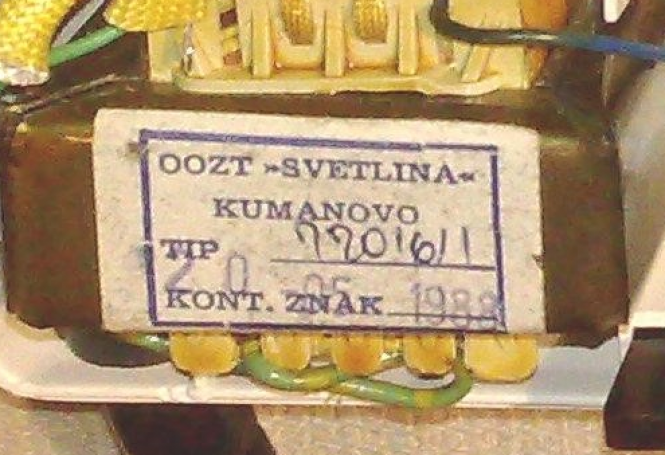 OOZT »SVETLINA«
KUMANOVO
TIP 7701611
20 05 1988
KONT. ZNAK